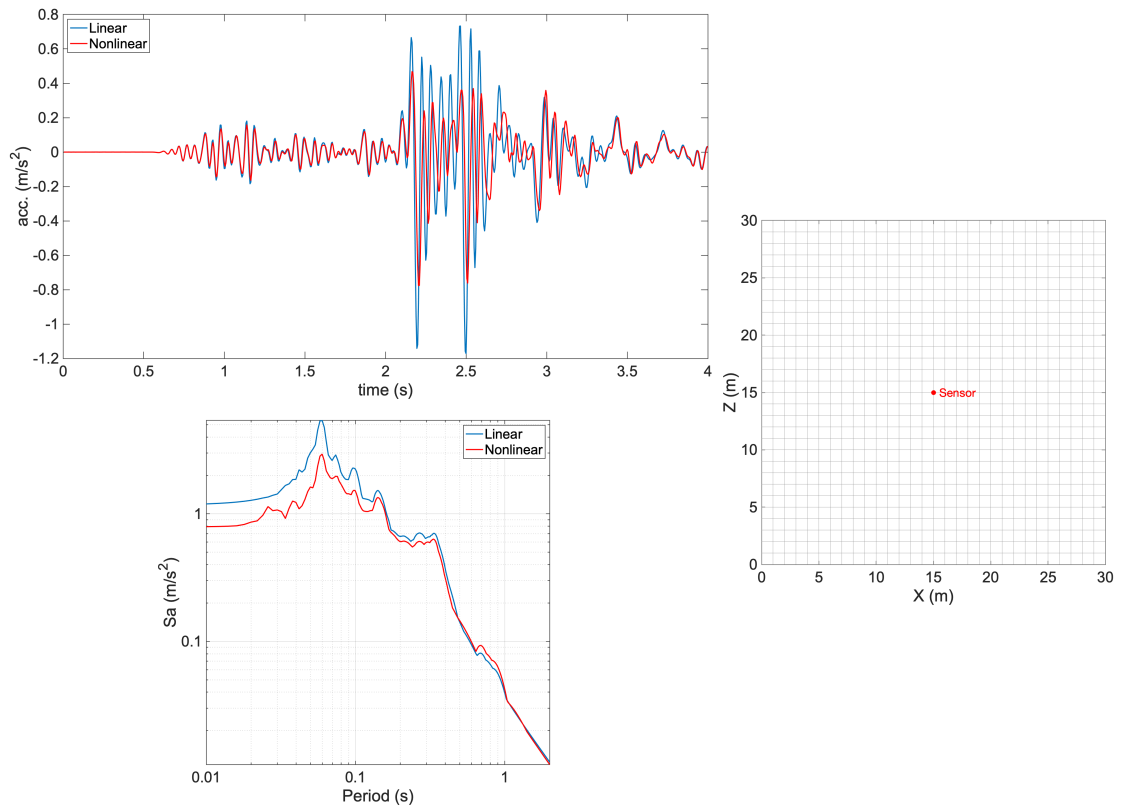 0.8
0.6
0.4
0.2
0
-0.2
-0.4
-0.6
-0.8
-1
-1.2
acc. (m/s²)
Linear
Nonlinear
0 0.5 1 1.5 2 2.5 3 3.5 4
time (s)
30
25
20
15
10
5
0
Z (m)
Sensor
0 5 10 15 20 25 30
X (m)
1
0.1
Sa (m/s²)
Linear
Nonlinear
0.01 0.1 1
Period (s)